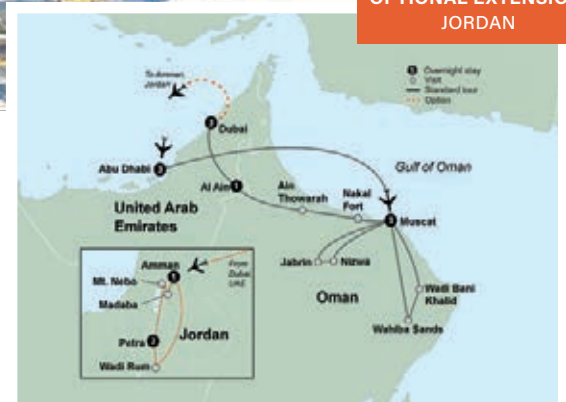 OPTIONAL EXTENSION
JORDAN
Overnight stay
Visit
Standard tour
Option
To Amman,
Jordan
Dubai
Abu Dhabi
Al Ain
Ain
Thowarah
Nakal
Fort
Gulf of Oman
Muscat
United Arab
Emirates
Jabrin
Nizwa
Wadi Bani
Khalid
Oman
Wahiba Sands
Amman
From
Dubai
UAE
Mt. Nebo
Madaba
Jordan
Petra
Wadi Rum